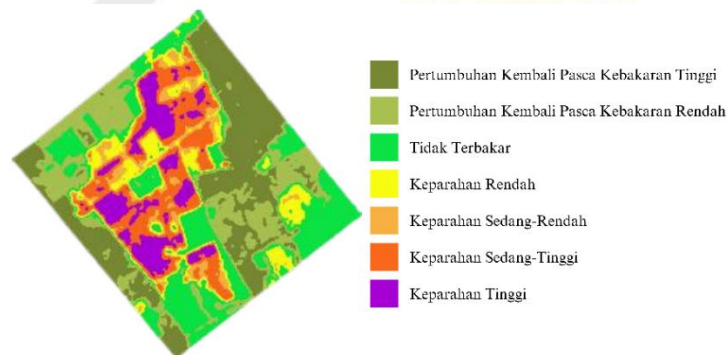 Pertumbuhan Kembali Pasca Kebakaran Tinggi
Pertumbuhan Kembali Pasca Kebakaran Rendah
Tidak Terbakar
Keparahan Rendah
Keparahan Sedang-Rendah
Keparahan Sedang-Tinggi
Keparahan Tinggi